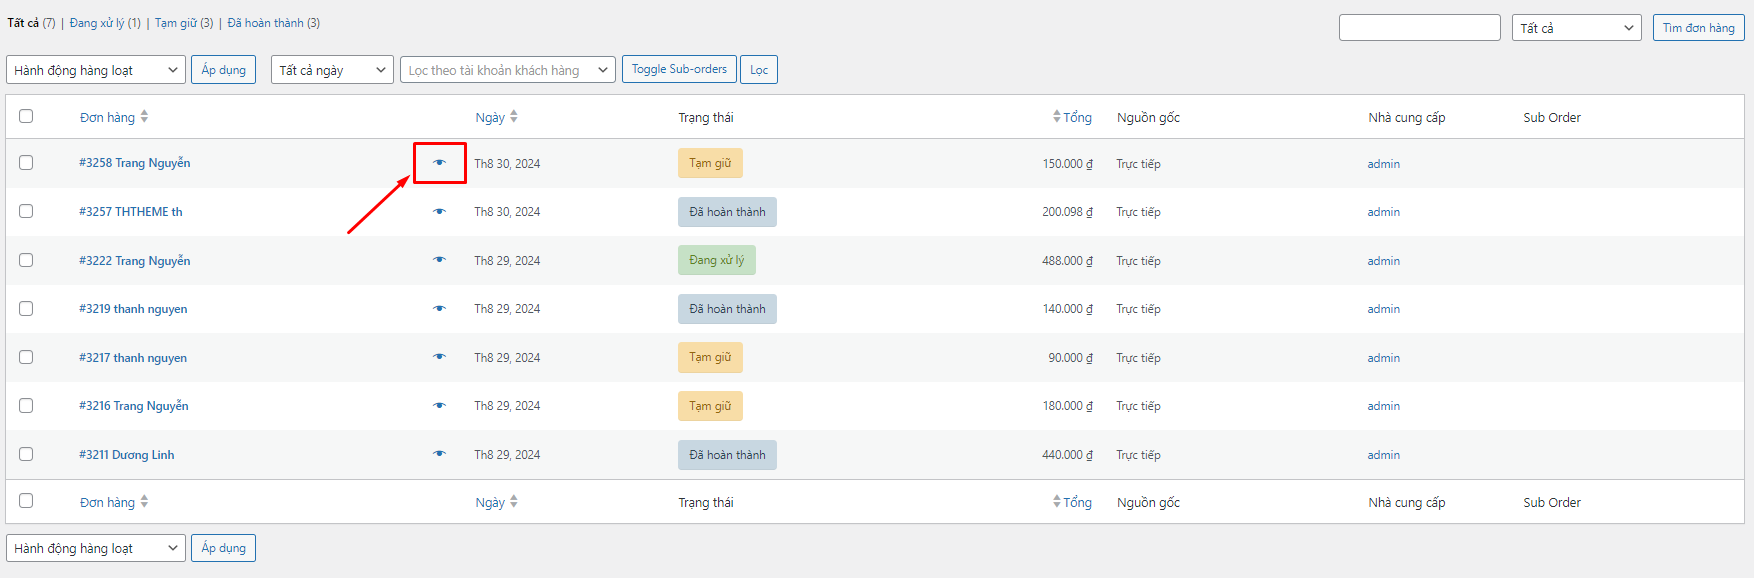 Tất cả (7) | Đang xử lý (1) | Tạm giữ (3) | Đã hoàn thành (3)
Tất cả Tìm đơn hàng
Hành động hàng loạt Áp dụng Tất cả ngày Lọc theo tài khoản khách hàng Toggle Sub-orders Lọc
Đơn hàng Ngày Trạng thái Tổng Nguồn gốc Nhà cung cấp Sub Order
#3258 Trang Nguyễn Th8 30, 2024 Tạm giữ 150.000 ₫ Trực tiếp admin
#3257 THTHEME th Th8 30, 2024 Đã hoàn thành 200.098 ₫ Trực tiếp admin
#3222 Trang Nguyễn Th8 29, 2024 Đang xử lý 488.000 ₫ Trực tiếp admin
#3219 thanh nguyen Th8 29, 2024 Đã hoàn thành 140.000 ₫ Trực tiếp admin
#3217 thanh nguyen Th8 29, 2024 Tạm giữ 90.000 ₫ Trực tiếp admin
#3216 Trang Nguyễn Th8 29, 2024 Tạm giữ 180.000 ₫ Trực tiếp admin
#3211 Dương Linh Th8 29, 2024 Đã hoàn thành 440.000 ₫ Trực tiếp admin
Đơn hàng Ngày Trạng thái Tổng Nguồn gốc Nhà cung cấp Sub Order
Hành động hàng loạt Áp dụng